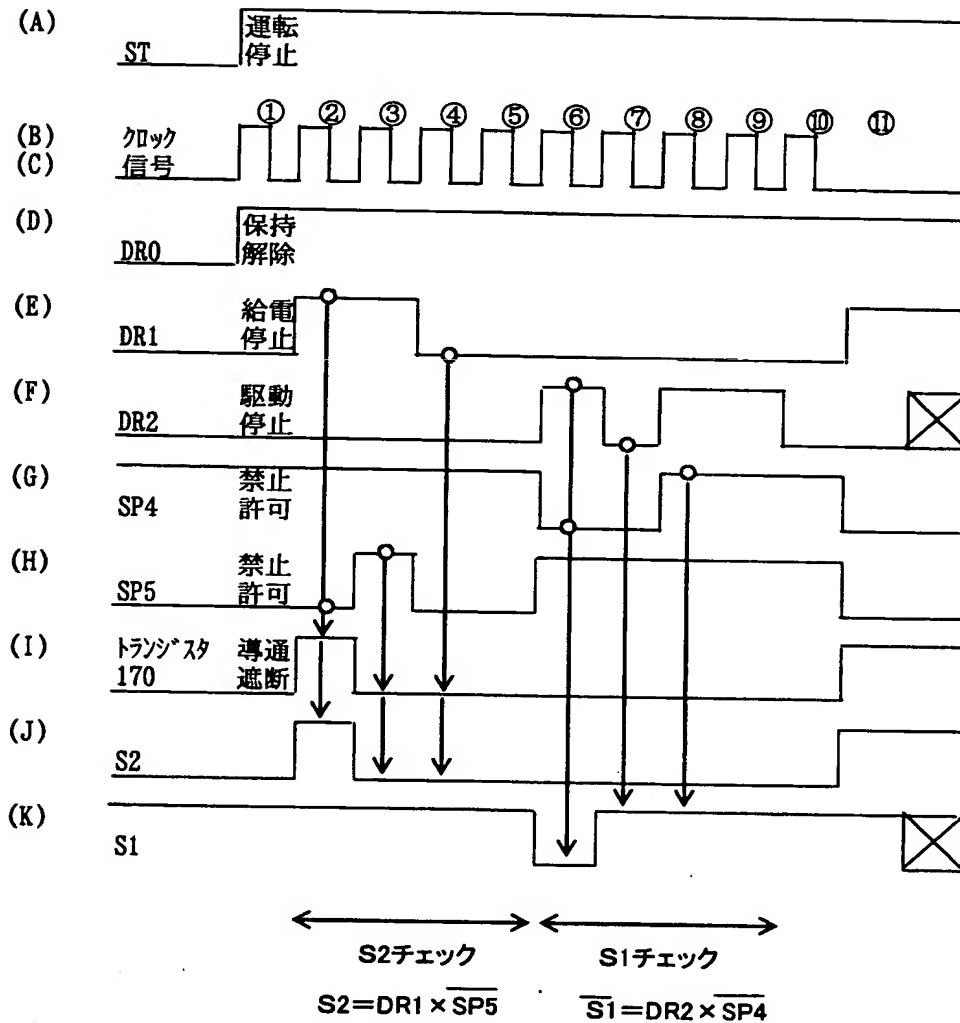 (A)
運転
ST
停止
① ② ③ ④ ⑤ ⑥ ⑦ ⑧ ⑨ ⑩ ⑪
(B)
クロック
(C)
信号
(D)
保持
DR0
解除
(E)
給電
DR1
停止
(F)
駆動
DR2
停止
(G)
禁止
SP4
許可
(H)
禁止
SP5
許可
(I)
トランジスタ 導通
170 遮断
(J)
S2
(K)
S1
S2チェック S1チェック
S2=DR1×S̅P̅5̅ S̅1̅=DR2×S̅P̅4̅